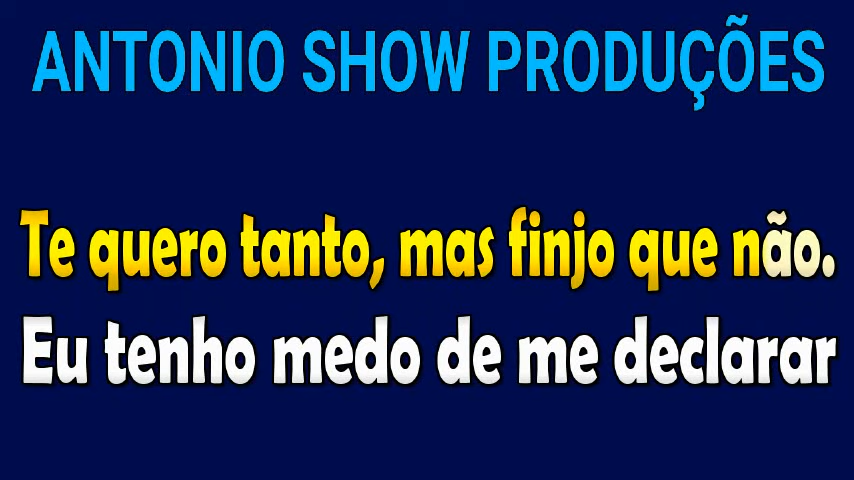 ANTONIO SHOW PRODUÇÕES
Te quero tanto, mas finjo que não.
Eu tenho medo de me declarar